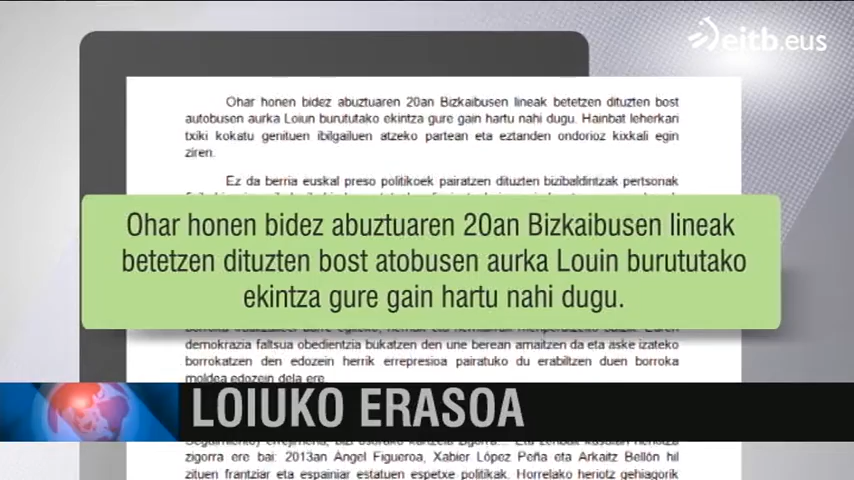 eitb.eus
Ohar honen bidez abuztuaren 20an Bizkaibusen lineak betetzen dituzten bost
autobusen aurka Loiun burututako ekintza gure gain hartu nahi dugu. Hainbat leherkari
txiki kokatu genituen ibilgailuen atzeko partean eta eztanden ondorioz kixkali egin
ziren.
Ez da berria euskal preso politikoek pairatzen dituzten bizibaldintzak pertsonak
Ohar honen bidez abuztuaren 20an Bizkaibusen lineak
betetzen dituzten bost atobusen aurka Louin burututako
ekintza gure gain hartu nahi dugu.
demokrazia faltsua obedientzia bukatzen den une berean amaitzen da eta aske izateko
borrokatzen den edozein herrik errepresioa pairatuko du erabiltzen duen borroka
moldea edozein dela ere.
LOIUKO ERASOA
zigorra ere bai: 2013an Angel Figueroa, Xabier López Peña eta Arkaitz Bellón hil
zituen frantziar eta espainiar estatuen espetxe politikak. Horrelako heriotz gehiagorik